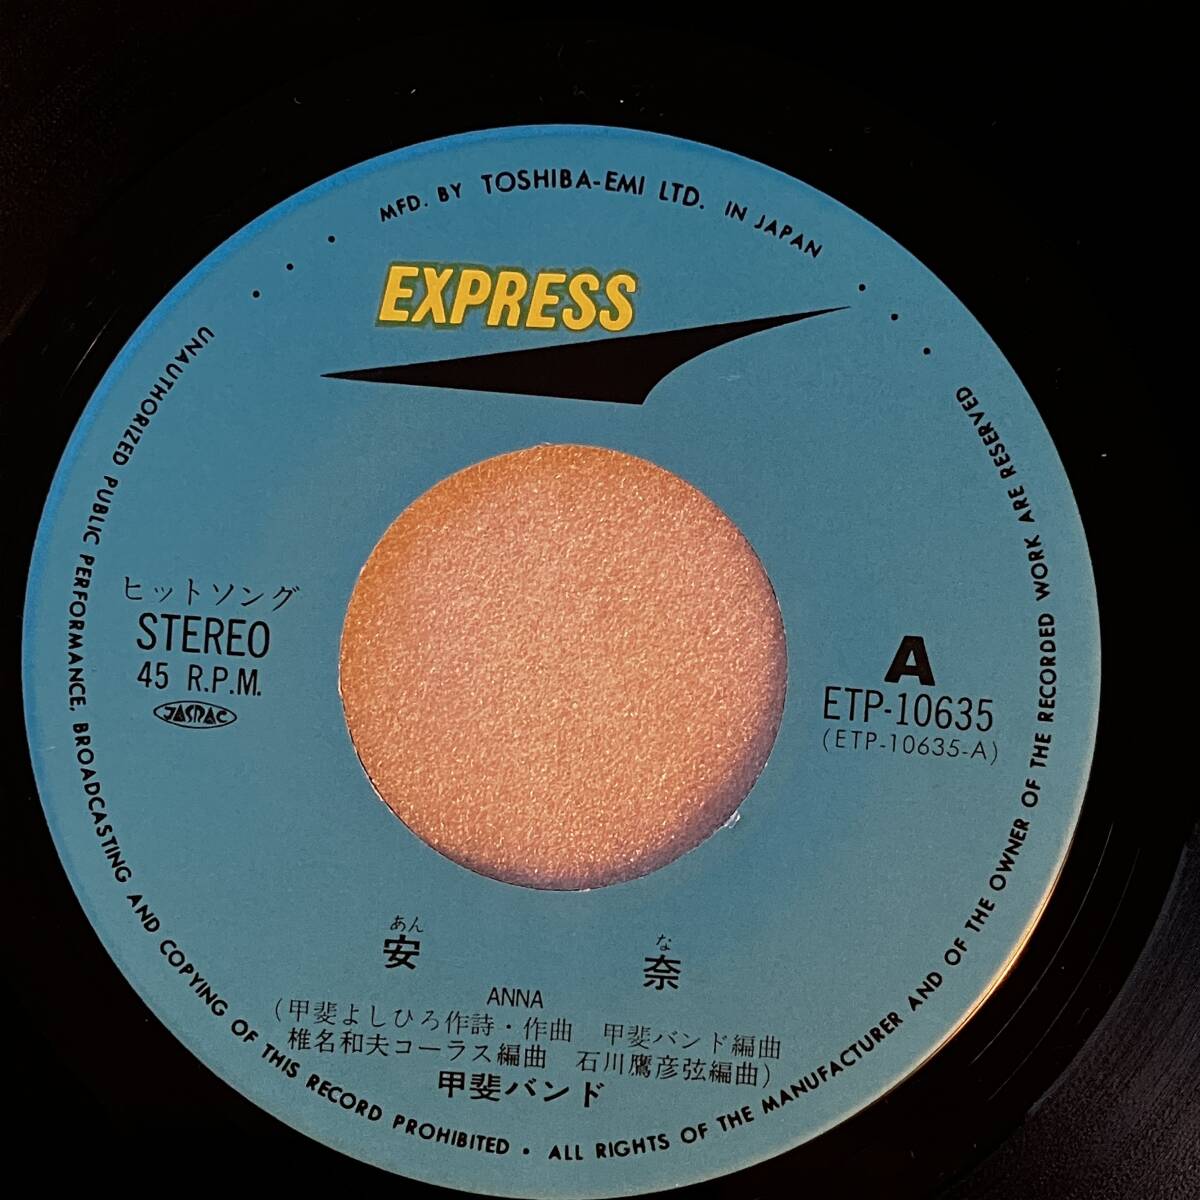 MFD. BY TOSHIBA-EMI LTD. IN JAPAN
EXPRESS
ヒットソング
STEREO
45 R.P.M.
JASRAC
A
ETP-10635
(ETP-10635-A)
あん な
安 奈
ANNA
(甲斐よしひろ作詩・作曲 甲斐バンド編曲
椎名和夫コーラス編曲 石川鷹彦弦編曲)
甲斐バンド
UNAUTHORIZED PUBLIC PERFORMANCE, BROADCASTING AND COPYING OF THIS RECORD PROHIBITED • ALL RIGHTS OF THE MANUFACTURER AND OF THE OWNER OF THE RECORDED WORK ARE RESERVED